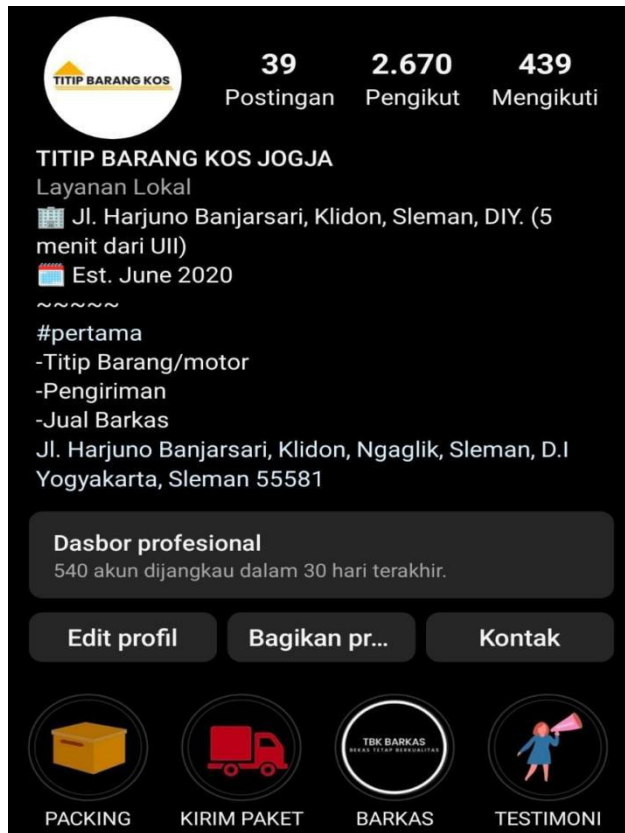 TITIP BARANG KOS
39 2.670 439
Postingan Pengikut Mengikuti
TITIP BARANG KOS JOGJA
Layanan Lokal
🏢 Jl. Harjuno Banjarsari, Klidon, Sleman, DIY. (5
menit dari UII)
🗓️ Est. June 2020
~~~~~
#pertama
-Titip Barang/motor
-Pengiriman
-Jual Barkas
Jl. Harjuno Banjarsari, Klidon, Ngaglik, Sleman, D.I
Yogyakarta, Sleman 55581
Dasbor profesional
540 akun dijangkau dalam 30 hari terakhir.
Edit profil Bagikan pr... Kontak
TBK BARKAS
BEKAS TETAP BERKUALITAS
PACKING KIRIM PAKET BARKAS TESTIMONI